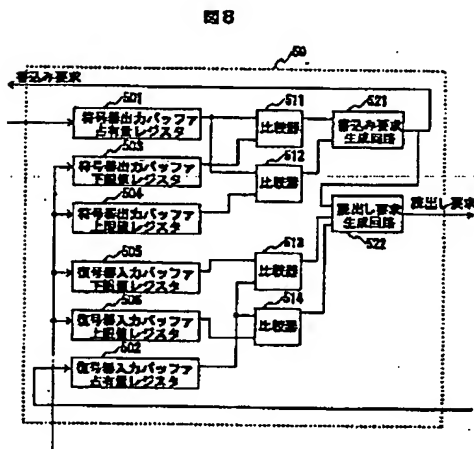 図8
50
書込み要求
501
符号器出力バッファ
占有量レジスタ
503
符号器出力バッファ
下限値レジスタ
504
符号器出力バッファ
上限値レジスタ
505
復号器入力バッファ
下限値レジスタ
506
復号器入力バッファ
上限値レジスタ
502
復号器入力バッファ
占有量レジスタ
511
比較器
512
比較器
513
比較器
514
比較器
521
書込み要求
生成回路
読出し要求
読出し要求
生成回路
522